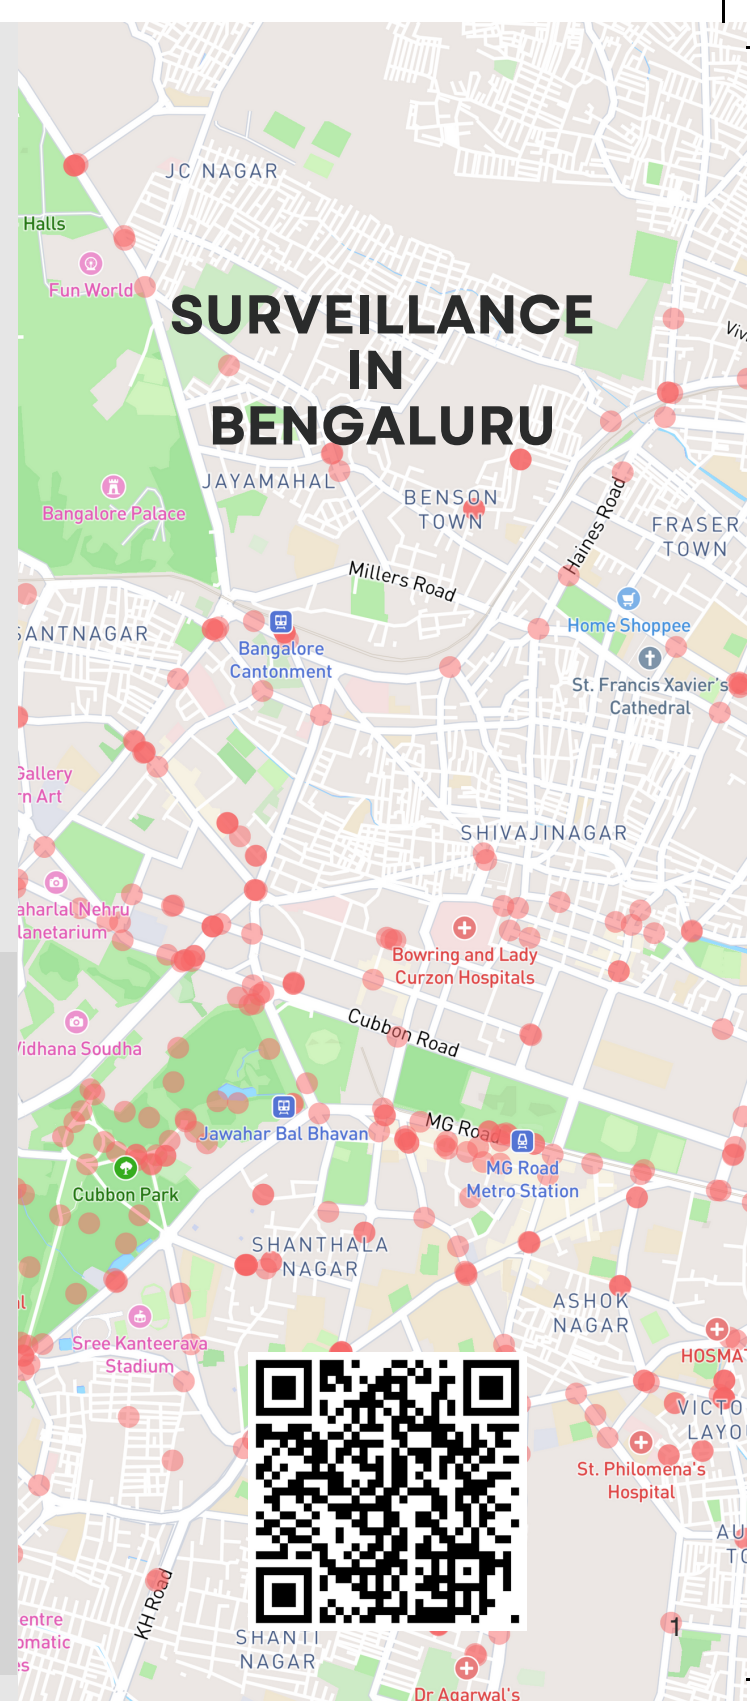 JC NAGAR
Halls
Fun World
SURVEILLANCE
IN
BENGALURU
JAYAMAHAL
BENSON
TOWN
Bangalore Palace
Haines Road
FRASER
TOWN
Millers Road
Home Shoppee
SANTNAGAR
Bangalore
Cantonment
St. Francis Xavier's
Cathedral
Gallery
rn Art
SHIVAJINAGAR
aharlal Nehru
lanetarium
Bowring and Lady
Curzon Hospitals
Cubbon Road
Vidhana Soudha
Jawahar Bal Bhavan
MG Road
MG Road
Metro Station
Cubbon Park
SHANTHALA
NAGAR
al
ASHOK
NAGAR
Sree Kanteerava
Stadium
HOSMAT
VICTO
LAYOU
St. Philomena's
Hospital
AU
TO
KH Road
entre
omatic
es
SHANTI
NAGAR
1
Dr Agarwal's